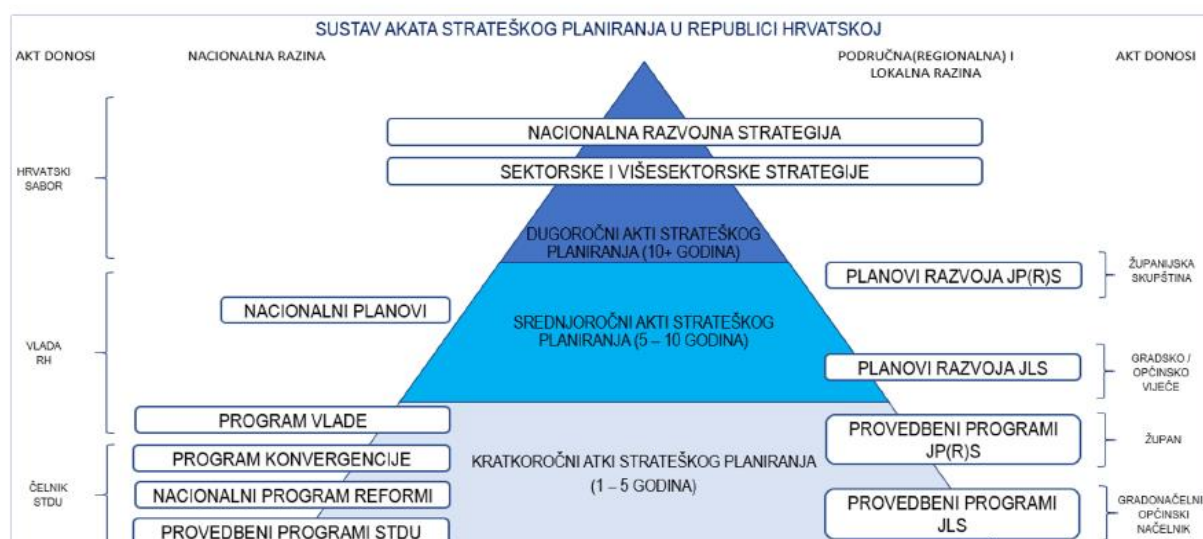 SUSTAV AKATA STRATEŠKOG PLANIRANJA U REPUBLICI HRVATSKOJ
AKT DONOSI
NACIONALNA RAZINA
PODRUČNA(REGIONALNA) I
LOKALNA RAZINA
AKT DONOSI
NACIONALNA RAZVOJNA STRATEGIJA
SEKTORSKE I VIŠESEKTORSKE STRATEGIJE
HRVATSKI
SABOR
DUGOROČNI AKTI STRATEŠKOG
PLANIRANJA (10+ GODINA)
PLANOVI RAZVOJA JP(R)S
ŽUPANIJSKA
SKUPŠTINA
NACIONALNI PLANOVI
SREDNJOROČNI AKTI STRATEŠKOG
PLANIRANJA (5 – 10 GODINA)
VLADA
RH
PLANOVI RAZVOJA JLS
GRADSKO /
OPĆINSKO
VIJEĆE
PROGRAM VLADE
PROVEDBENI PROGRAMI
JP(R)S
ŽUPAN
PROGRAM KONVERGENCIJE
KRATKOROČNI ATKI STRATEŠKOG PLANIRANJA
(1 – 5 GODINA)
ČELNIK
STDU
NACIONALNI PROGRAM REFORMI
PROVEDBENI PROGRAMI
JLS
GRADONAČELNI
OPĆINSKI
NAČELNIK
PROVEDBENI PROGRAMI STDU